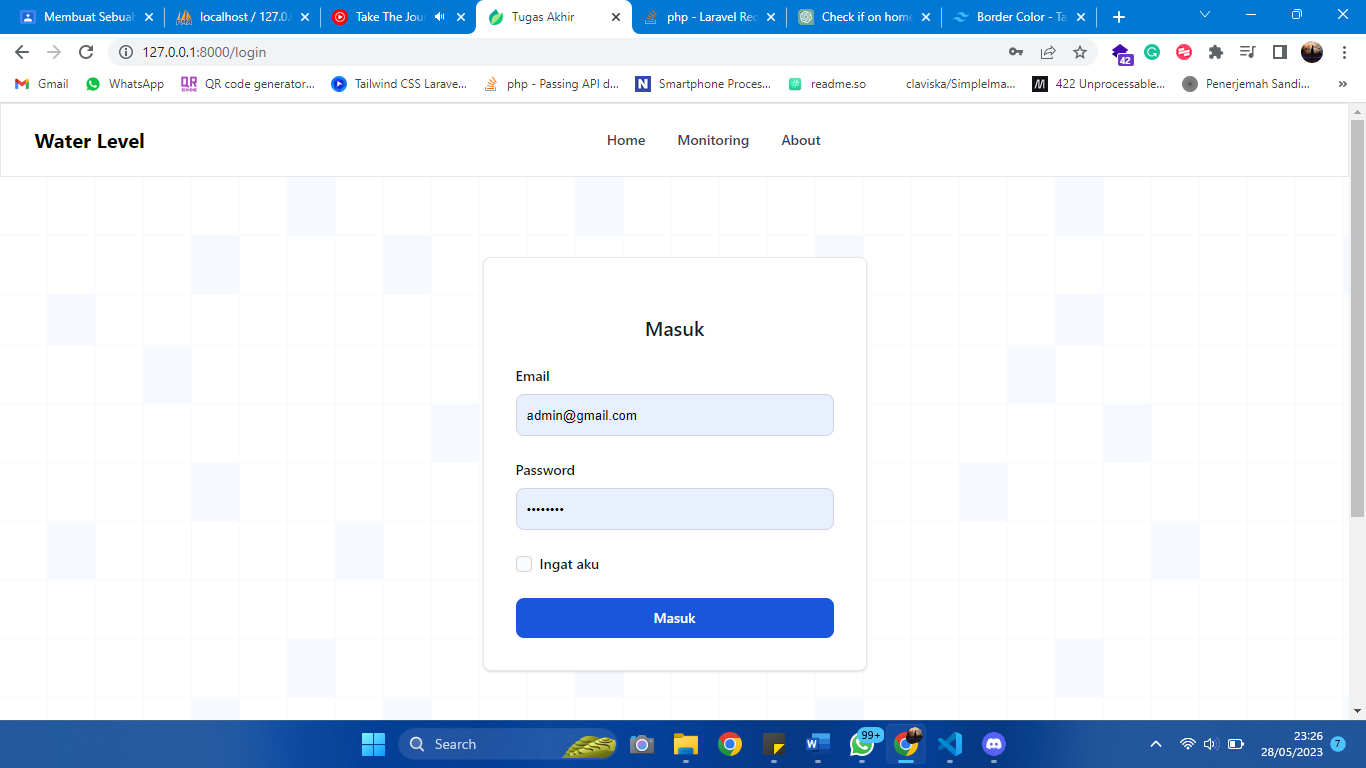 Membuat Sebual
localhost / 127.0.0
Take The Jour
Tugas Akhir
php - Laravel Red
Check if on home
Border Color - Ta
127.0.0.1:8000/login
42
Gmail
WhatsApp
QR code generator...
Tailwind CSS Larave...
php - Passing API d...
Smartphone Proces...
readme.so
claviska/SimpleIma...
422 Unprocessable...
Penerjemah Sandi...
»
Water Level
Home
Monitoring
About
Masuk
Email
admin@gmail.com
Password
••••••••
Ingat aku
Masuk
Search
99+
23:26
28/05/2023
7